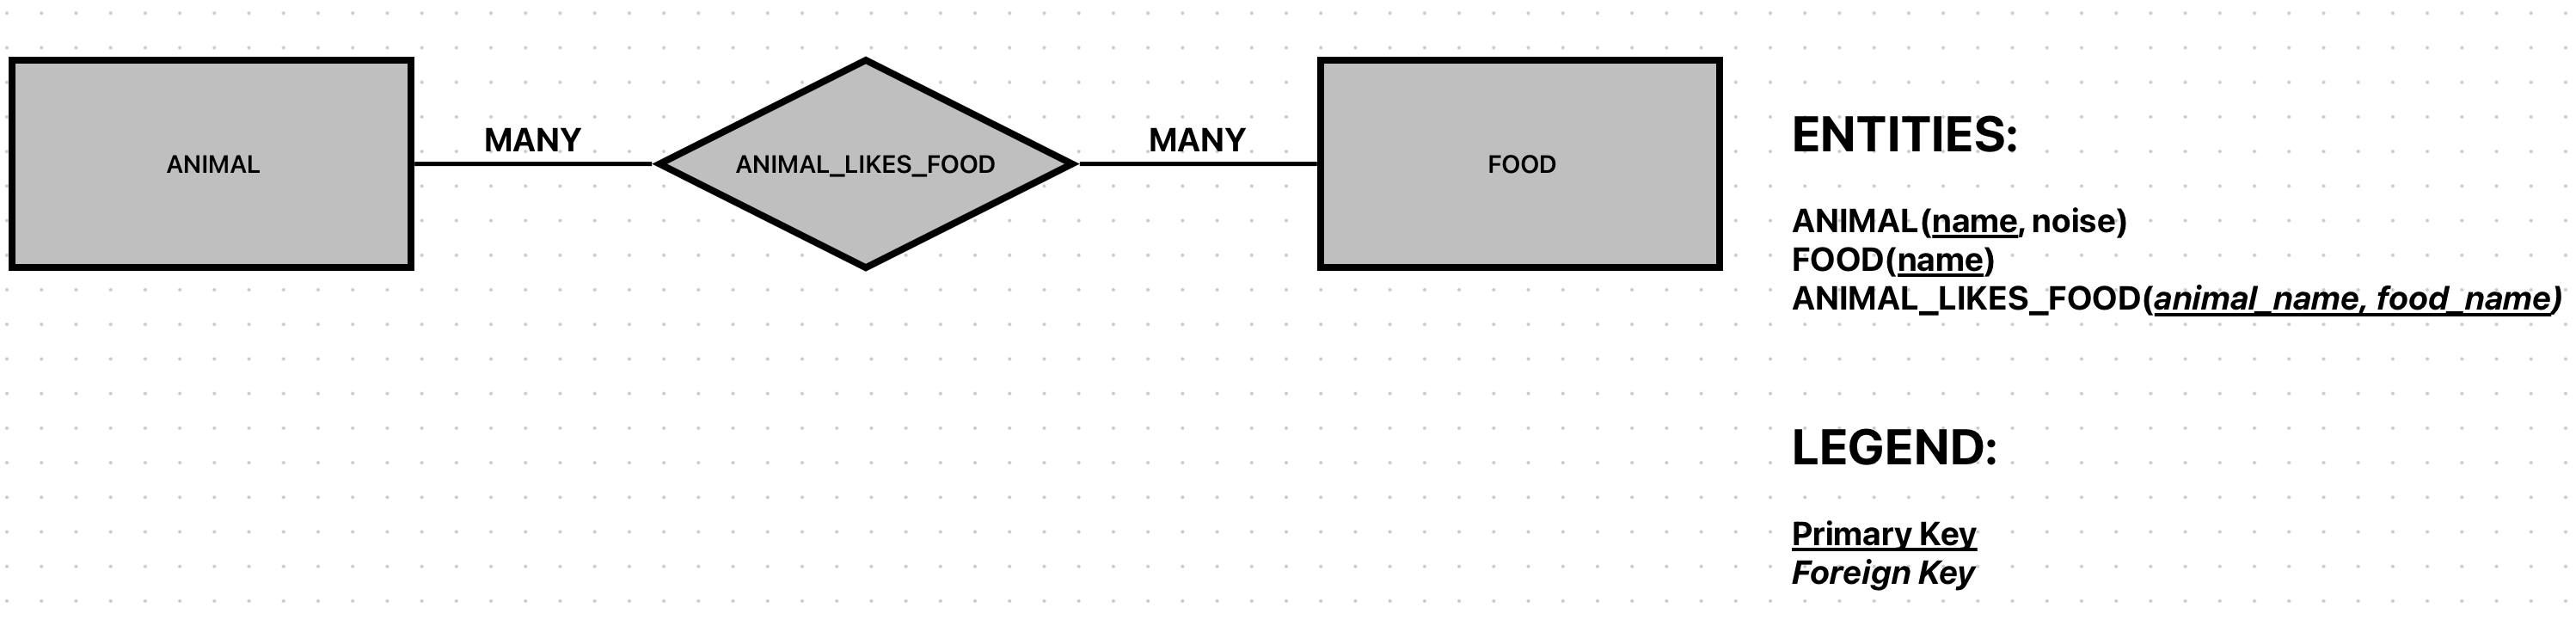 ANIMAL
MANY
ANIMAL_LIKES_FOOD
MANY
FOOD
ENTITIES:
ANIMAL(name, noise)
FOOD(name)
ANIMAL_LIKES_FOOD(animal_name, food_name)
LEGEND:
Primary Key
Foreign Key